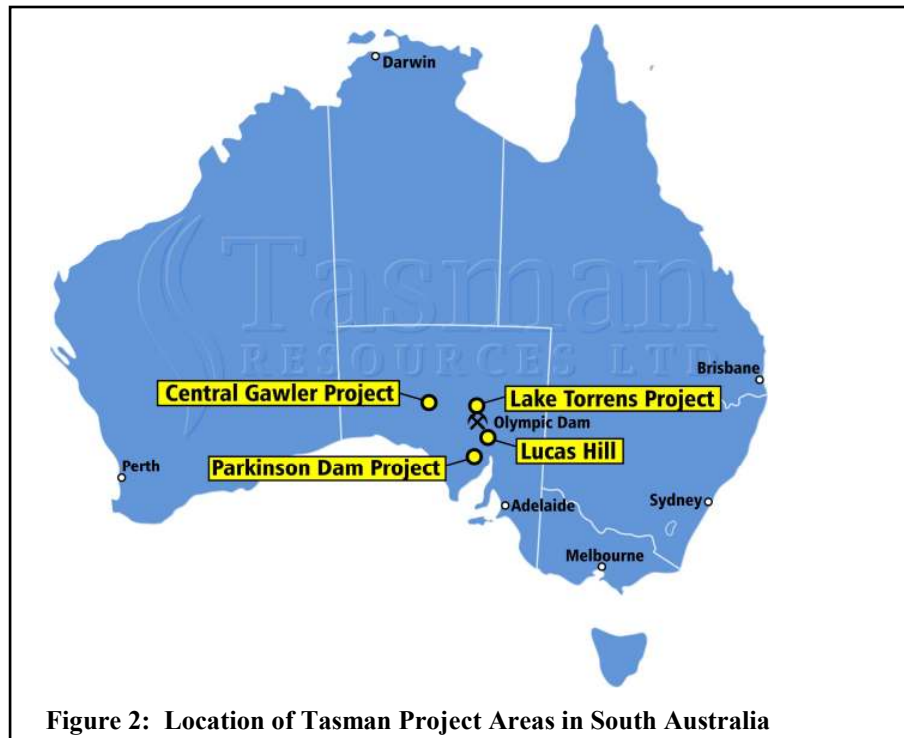 Darwin
Tasman
RESOURCES LTD
Brisbane
Central Gawler Project
Lake Torrens Project
Olympic Dam
Lucas Hill
Parkinson Dam Project
Perth
Adelaide
Sydney
Melbourne
Figure 2: Location of Tasman Project Areas in South Australia